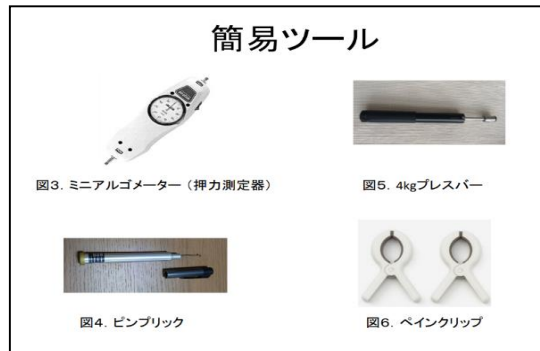 簡易ツール
図3. ミニアルゴメーター（押力測定器）
図5. 4kgプレスバー
図4. ピンプリック
図6. ペインクリップ